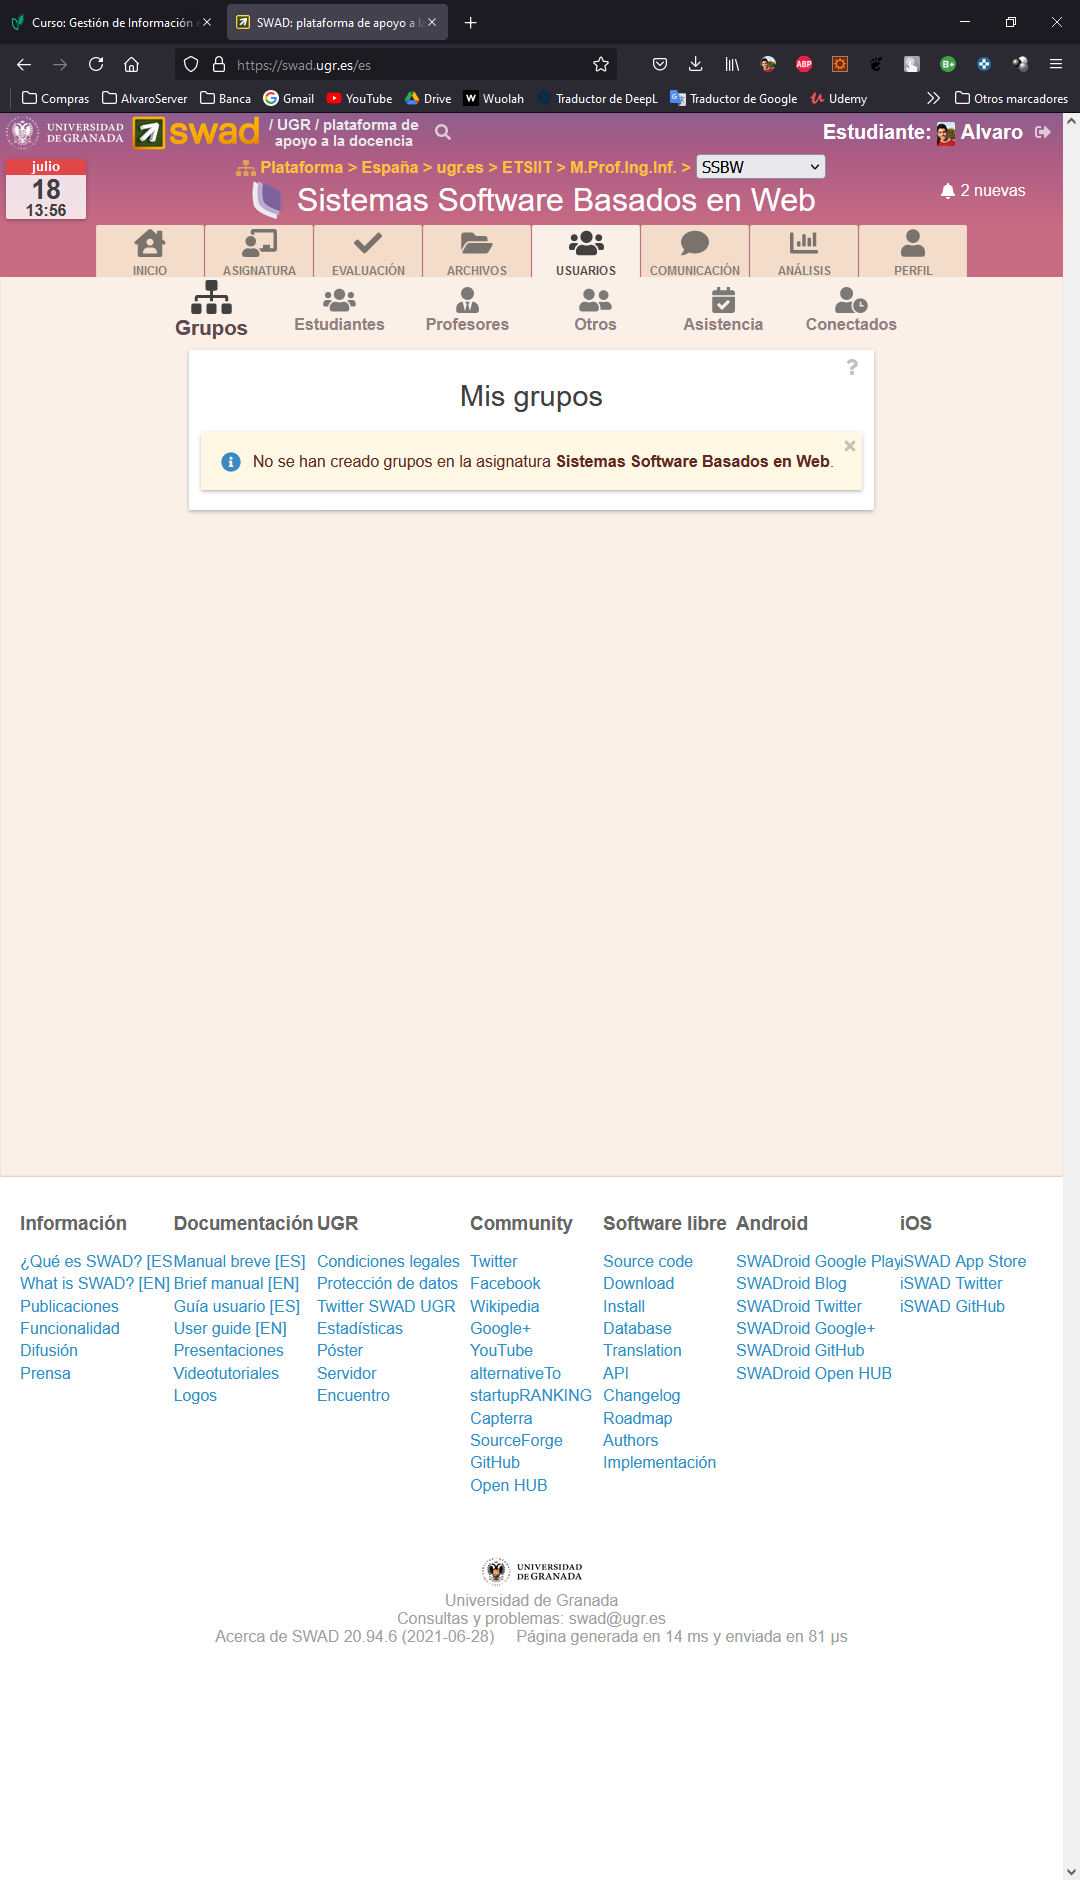 Curso: Gestión de Información e
SWAD: plataforma de apoyo a la
https://swad.ugr.es/es
ABP
B+
Compras
AlvaroServer
Banca
Gmail
YouTube
Drive
Wuolah
Traductor de DeepL
Traductor de Google
Udemy
Otros marcadores
UNIVERSIDAD
DE GRANADA
swad
/ UGR / plataforma de
apoyo a la docencia
Estudiante: Alvaro
julio
18
13:56
Plataforma > España > ugr.es > ETSIIT > M.Prof.Ing.Inf. > SSBW
Sistemas Software Basados en Web
2 nuevas
INICIO
ASIGNATURA
EVALUACIÓN
ARCHIVOS
USUARIOS
COMUNICACIÓN
ANÁLISIS
PERFIL
Grupos
Estudiantes
Profesores
Otros
Asistencia
Conectados
?
Mis grupos
No se han creado grupos en la asignatura Sistemas Software Basados en Web.
Información
¿Qué es SWAD? [ES
What is SWAD? [EN]
Publicaciones
Funcionalidad
Difusión
Prensa
Documentación
Manual breve [ES]
Brief manual [EN]
Guía usuario [ES]
User guide [EN]
Presentaciones
Videotutoriales
Logos
UGR
Condiciones legales
Protección de datos
Twitter SWAD UGR
Estadísticas
Póster
Servidor
Encuentro
Community
Twitter
Facebook
Wikipedia
Google+
YouTube
alternativeTo
startupRANKING
Capterra
SourceForge
GitHub
Open HUB
Software libre
Source code
Download
Install
Database
Translation
API
Changelog
Roadmap
Authors
Implementación
Android
SWADroid Google Play
SWADroid Blog
SWADroid Twitter
SWADroid Google+
SWADroid GitHub
SWADroid Open HUB
iOS
iSWAD App Store
iSWAD Twitter
iSWAD GitHub
UNIVERSIDAD
DE GRANADA
Universidad de Granada
Consultas y problemas: swad@ugr.es
Acerca de SWAD 20.94.6 (2021-06-28) Página generada en 14 ms y enviada en 81 µs